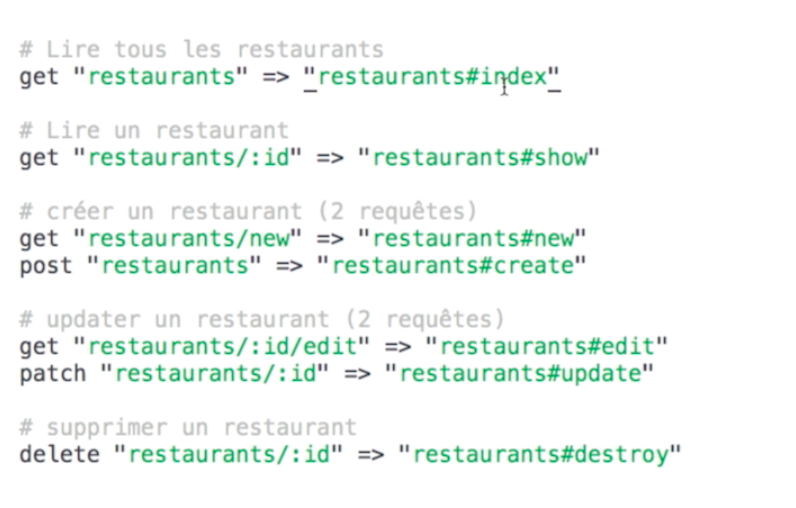 # Lire tous les restaurants
get "restaurants" => "restaurants#index"
# Lire un restaurant
get "restaurants/:id" => "restaurants#show"
# créer un restaurant (2 requêtes)
get "restaurants/new" => "restaurants#new"
post "restaurants" => "restaurants#create"
# updater un restaurant (2 requêtes)
get "restaurants/:id/edit" => "restaurants#edit"
patch "restaurants/:id" => "restaurants#update"
# supprimer un restaurant
delete "restaurants/:id" => "restaurants#destroy"